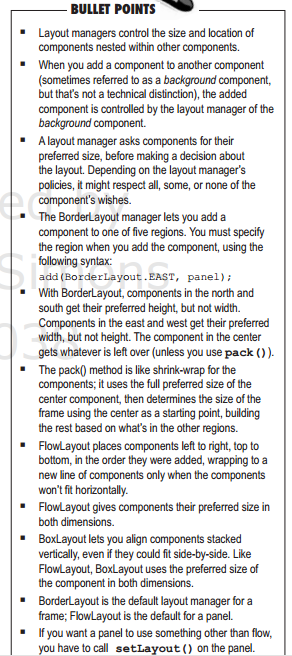 BULLET POINTS
▪ Layout managers control the size and location of
components nested within other components.
▪ When you add a component to another component
(sometimes referred to as a background component,
but that's not a technical distinction), the added
component is controlled by the layout manager of the
background component.
▪ A layout manager asks components for their
preferred size, before making a decision about
the layout. Depending on the layout manager's
policies, it might respect all, some, or none of the
component's wishes.
▪ The BorderLayout manager lets you add a
component to one of five regions. You must specify
the region when you add the component, using the
following syntax:
add(BorderLayout.EAST, panel);
▪ With BorderLayout, components in the north and
south get their preferred height, but not width.
Components in the east and west get their preferred
width, but not height. The component in the center
gets whatever is left over (unless you use pack()).
▪ The pack() method is like shrink-wrap for the
components; it uses the full preferred size of the
center component, then determines the size of the
frame using the center as a starting point, building
the rest based on what's in the other regions.
▪ FlowLayout places components left to right, top to
bottom, in the order they were added, wrapping to a
new line of components only when the components
won't fit horizontally.
▪ FlowLayout gives components their preferred size in
both dimensions.
▪ BoxLayout lets you align components stacked
vertically, even if they could fit side-by-side. Like
FlowLayout, BoxLayout uses the preferred size of
the component in both dimensions.
▪ BorderLayout is the default layout manager for a
frame; FlowLayout is the default for a panel.
▪ If you want a panel to use something other than flow,
you have to call setLayout() on the panel.